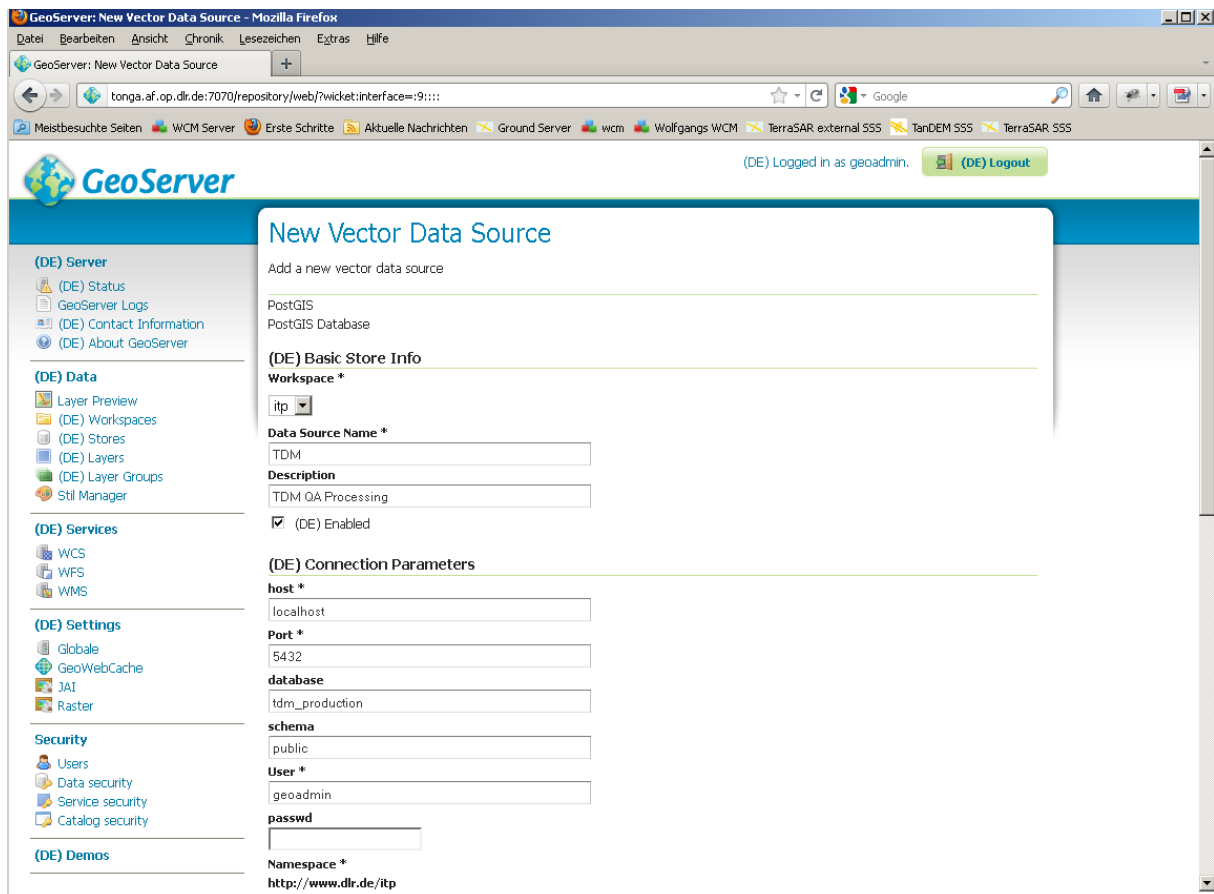 GeoServer: New Vector Data Source - Mozilla Firefox
Datei Bearbeiten Ansicht Chronik Lesezeichen Extras Hilfe
GeoServer: New Vector Data Source
tonga.af.op.dlr.de:7070/repository/web/?wicket:interface=:9::::
Google
Meistbesuchte Seiten WCM Server Erste Schritte Aktuelle Nachrichten Ground Server wcm Wolfgangs WCM TerraSAR external SSS TanDEM SSS TerraSAR SSS
GeoServer
(DE) Logged in as geoadmin.
(DE) Logout
(DE) Server
(DE) Status
GeoServer Logs
(DE) Contact Information
(DE) About GeoServer
(DE) Data
Layer Preview
(DE) Workspaces
(DE) Stores
(DE) Layers
(DE) Layer Groups
Stil Manager
(DE) Services
WCS
WFS
WMS
(DE) Settings
Globale
GeoWebCache
JAI
Raster
Security
Users
Data security
Service security
Catalog security
(DE) Demos
New Vector Data Source
Add a new vector data source
PostGIS
PostGIS Database
(DE) Basic Store Info
Workspace *
itp
Data Source Name *
TDM
Description
TDM QA Processing
(DE) Enabled
(DE) Connection Parameters
host *
localhost
Port *
5432
database
tdm_production
schema
public
User *
geoadmin
passwd
Namespace *
http://www.dlr.de/itp